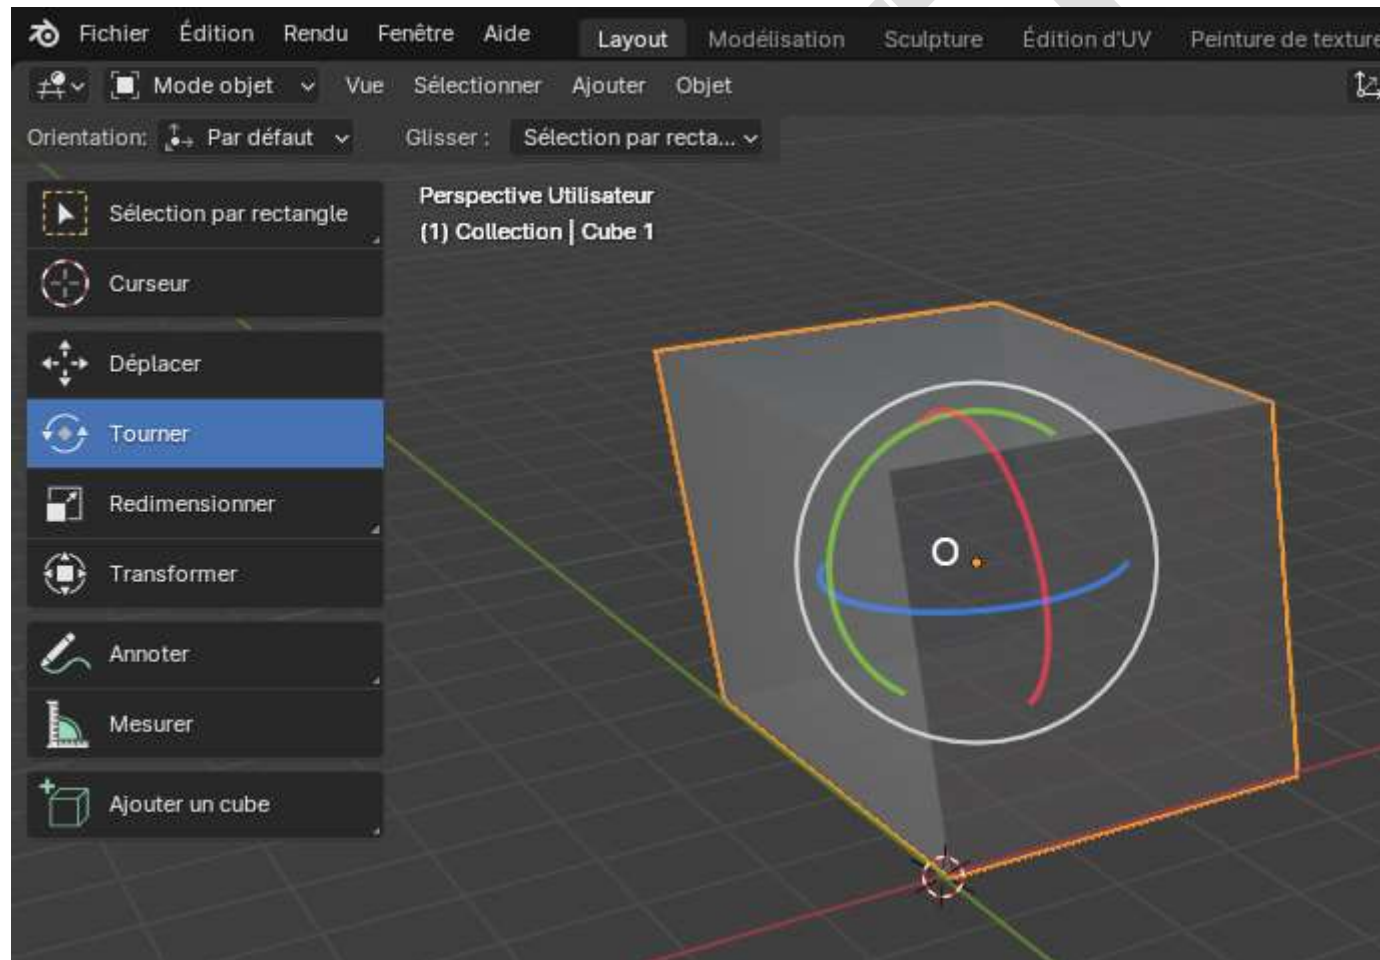 Fichier Édition Rendu Fenêtre Aide Layout Modélisation Sculpture Édition d'UV Peinture de texture
Mode objet Vue Sélectionner Ajouter Objet
Orientation: Par défaut Glisser : Sélection par recta...
Sélection par rectangle
Perspective Utilisateur
(1) Collection | Cube 1
Curseur
Déplacer
Tourner
Redimensionner
Transformer
Annoter
Mesurer
Ajouter un cube
O